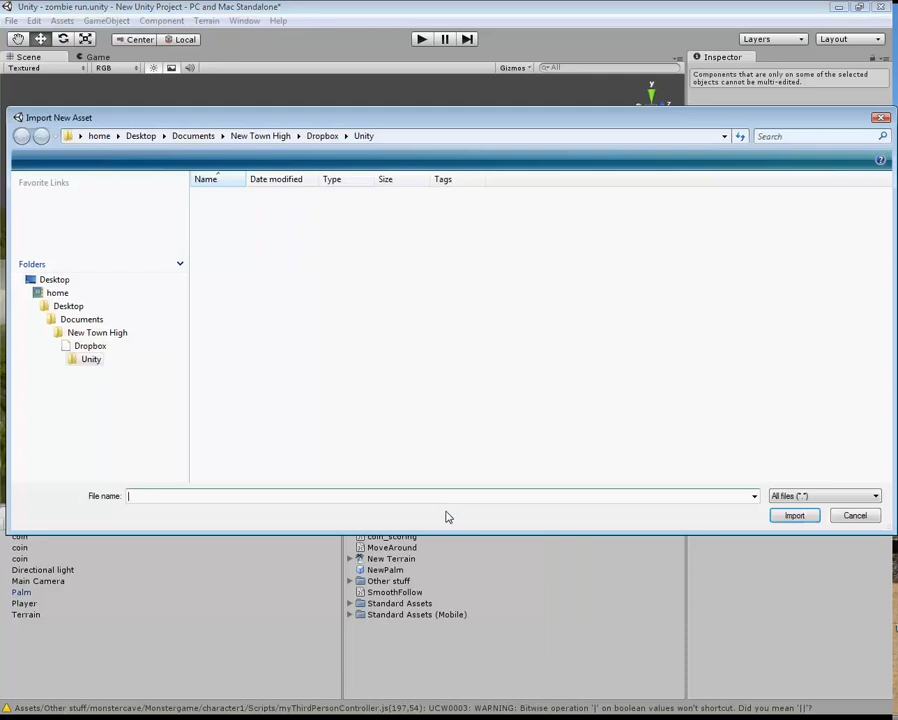 Unity - zombie run.unity - New Unity Project - PC and Mac Standalone*
File Edit Assets GameObject Component Terrain Window Help
Center Local Layers Layout
Scene Game Inspector
Textured RGB Gizmos All
Components that are only on some of the selected
objects cannot be multi-edited.
y
Import New Asset
home Desktop Documents New Town High Dropbox Unity Search
Favorite Links
Name Date modified Type Size Tags
Folders
Desktop
home
Desktop
Documents
New Town High
Dropbox
Unity
File name: All files (*.*)
Import Cancel
coin
coin
coin
Directional light
Main Camera
Palm
Player
Terrain
coin_scoring
MoveAround
New Terrain
NewPalm
Other stuff
SmoothFollow
Standard Assets
Standard Assets (Mobile)
Assets/Other stuff/monstercave/Monstergame/character1/Scripts/myThirdPersonController.js(197,54): UCW0003: WARNING: Bitwise operation '|' on boolean values won't shortcut. Did you mean '||'?